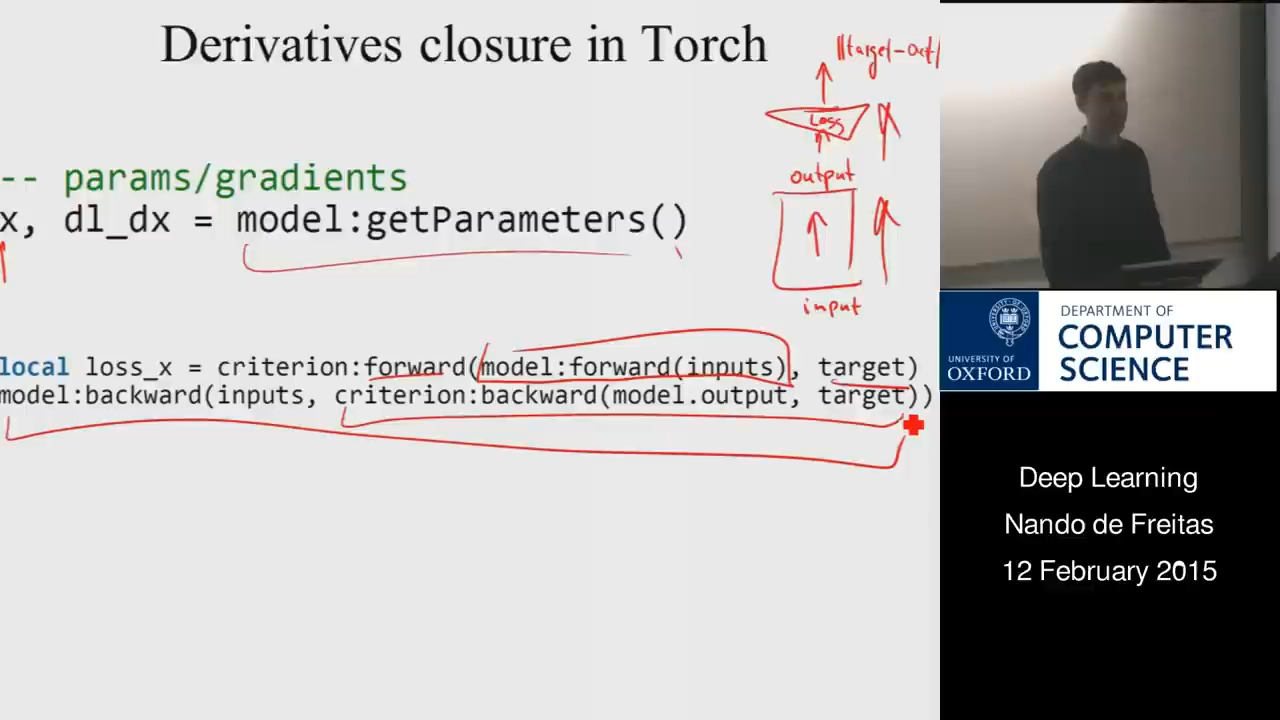 Derivatives closure in Torch
||target-out/
Loss
output
input
-- params/gradients
x, dl_dx = model:getParameters()
local loss_x = criterion:forward(model:forward(inputs), target)
model:backward(inputs, criterion:backward(model.output, target))
UNIVERSITY OF
OXFORD
DEPARTMENT OF
COMPUTER
SCIENCE
Deep Learning
Nando de Freitas
12 February 2015